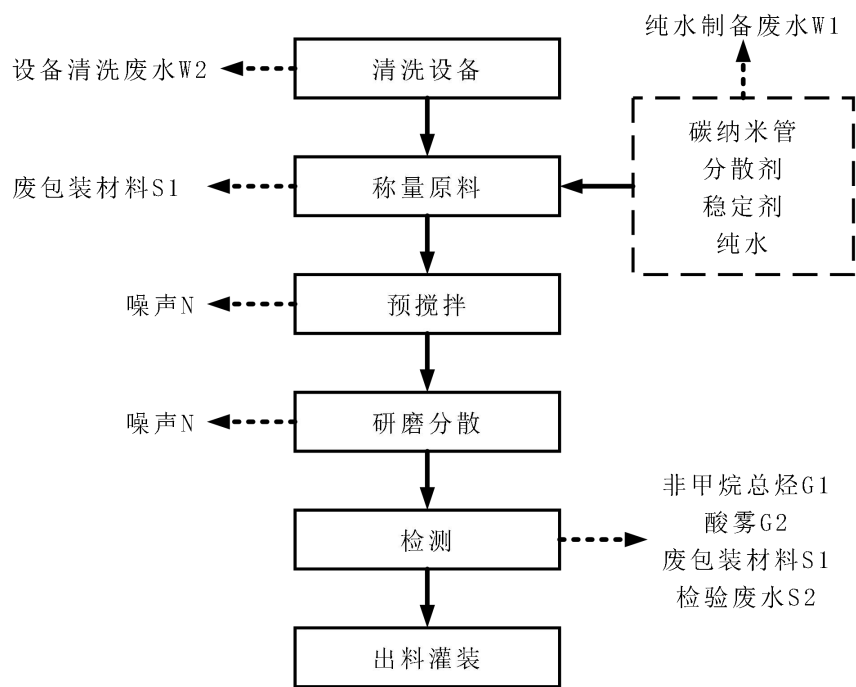 纯水制备废水W1
设备清洗废水W2
清洗设备
碳纳米管
分散剂
稳定剂
纯水
废包装材料S1
称量原料
噪声N
预搅拌
噪声N
研磨分散
检测
非甲烷总烃G1
酸雾G2
废包装材料S1
检验废水S2
出料灌装